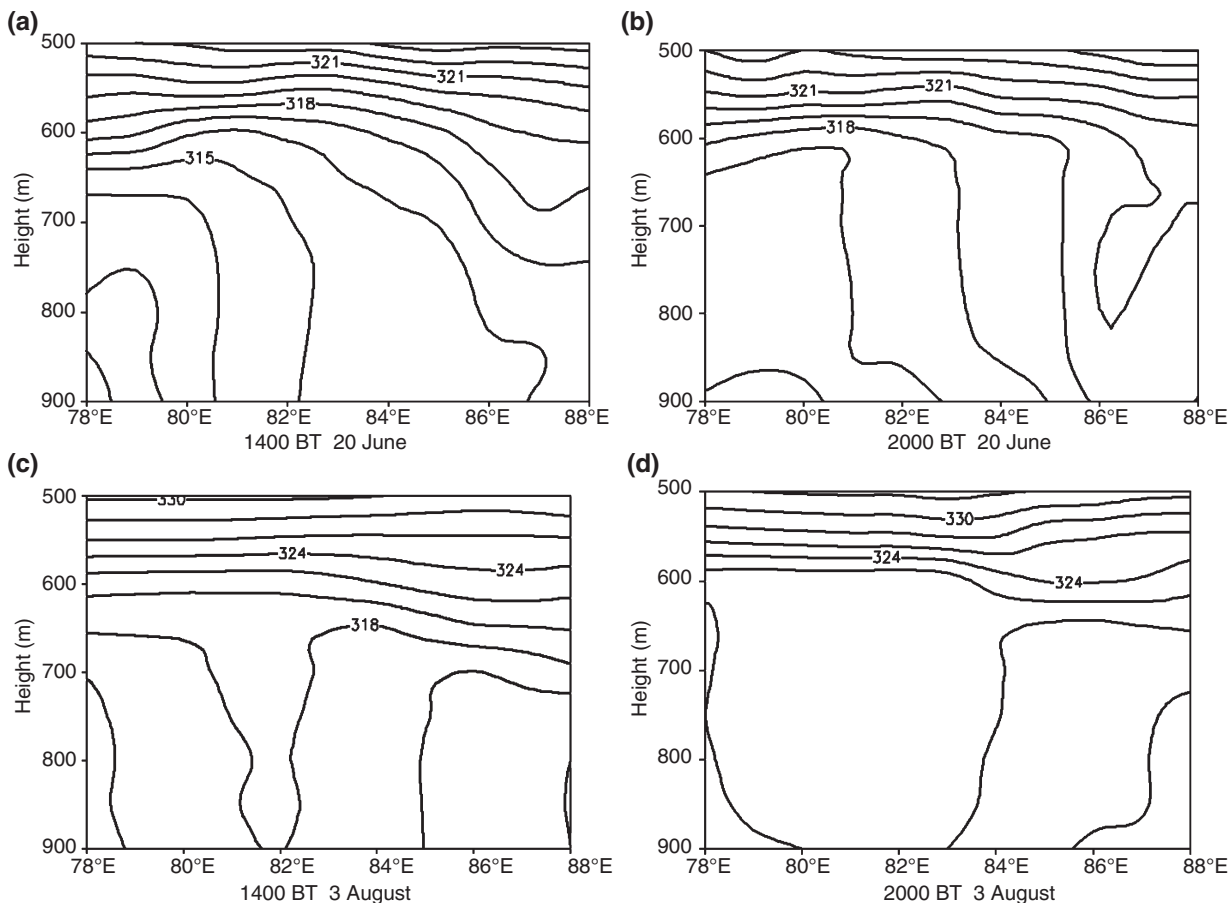 (a)
500
600
700
800
900
Height (m)
321
321
318
315
78°E 80°E 82°E 84°E 86°E 88°E
1400 BT 20 June
(b)
500
600
700
800
900
Height (m)
321
321
318
78°E 80°E 82°E 84°E 86°E 88°E
2000 BT 20 June
(c)
500
600
700
800
900
Height (m)
330
324
324
318
78°E 80°E 82°E 84°E 86°E 88°E
1400 BT 3 August
(d)
500
600
700
800
900
Height (m)
330
324
324
78°E 80°E 82°E 84°E 86°E 88°E
2000 BT 3 August